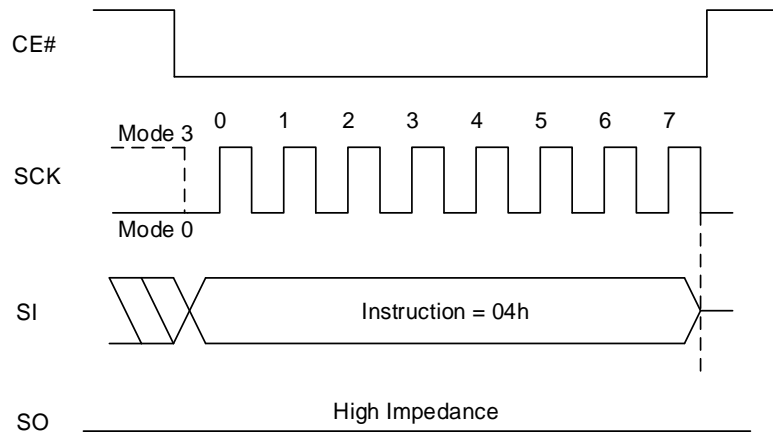 CE#
0 1 2 3 4 5 6 7
Mode 3
SCK
Mode 0
SI
Instruction = 04h
High Impedance
SO